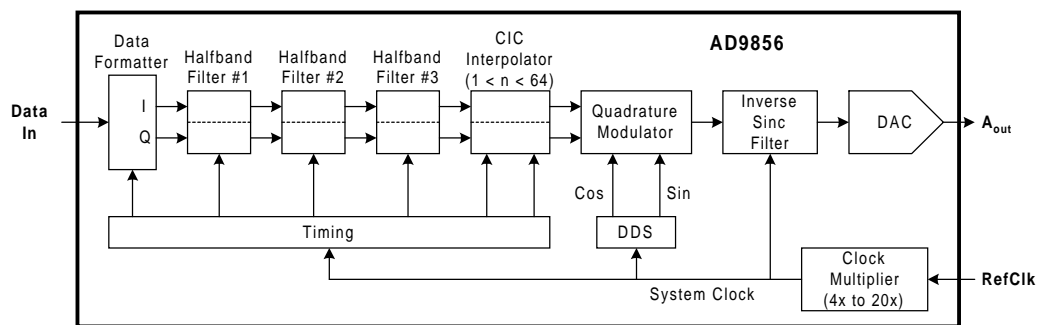 AD9856
Data
Formatter
Halfband
Filter #1
Halfband
Filter #2
Halfband
Filter #3
CIC
Interpolator
(1 < n < 64)
Data
In
I
Q
Quadrature
Modulator
Inverse
Sinc
Filter
DAC
Aout
Cos
Sin
Timing
DDS
System Clock
Clock
Multiplier
(4x to 20x)
RefClk